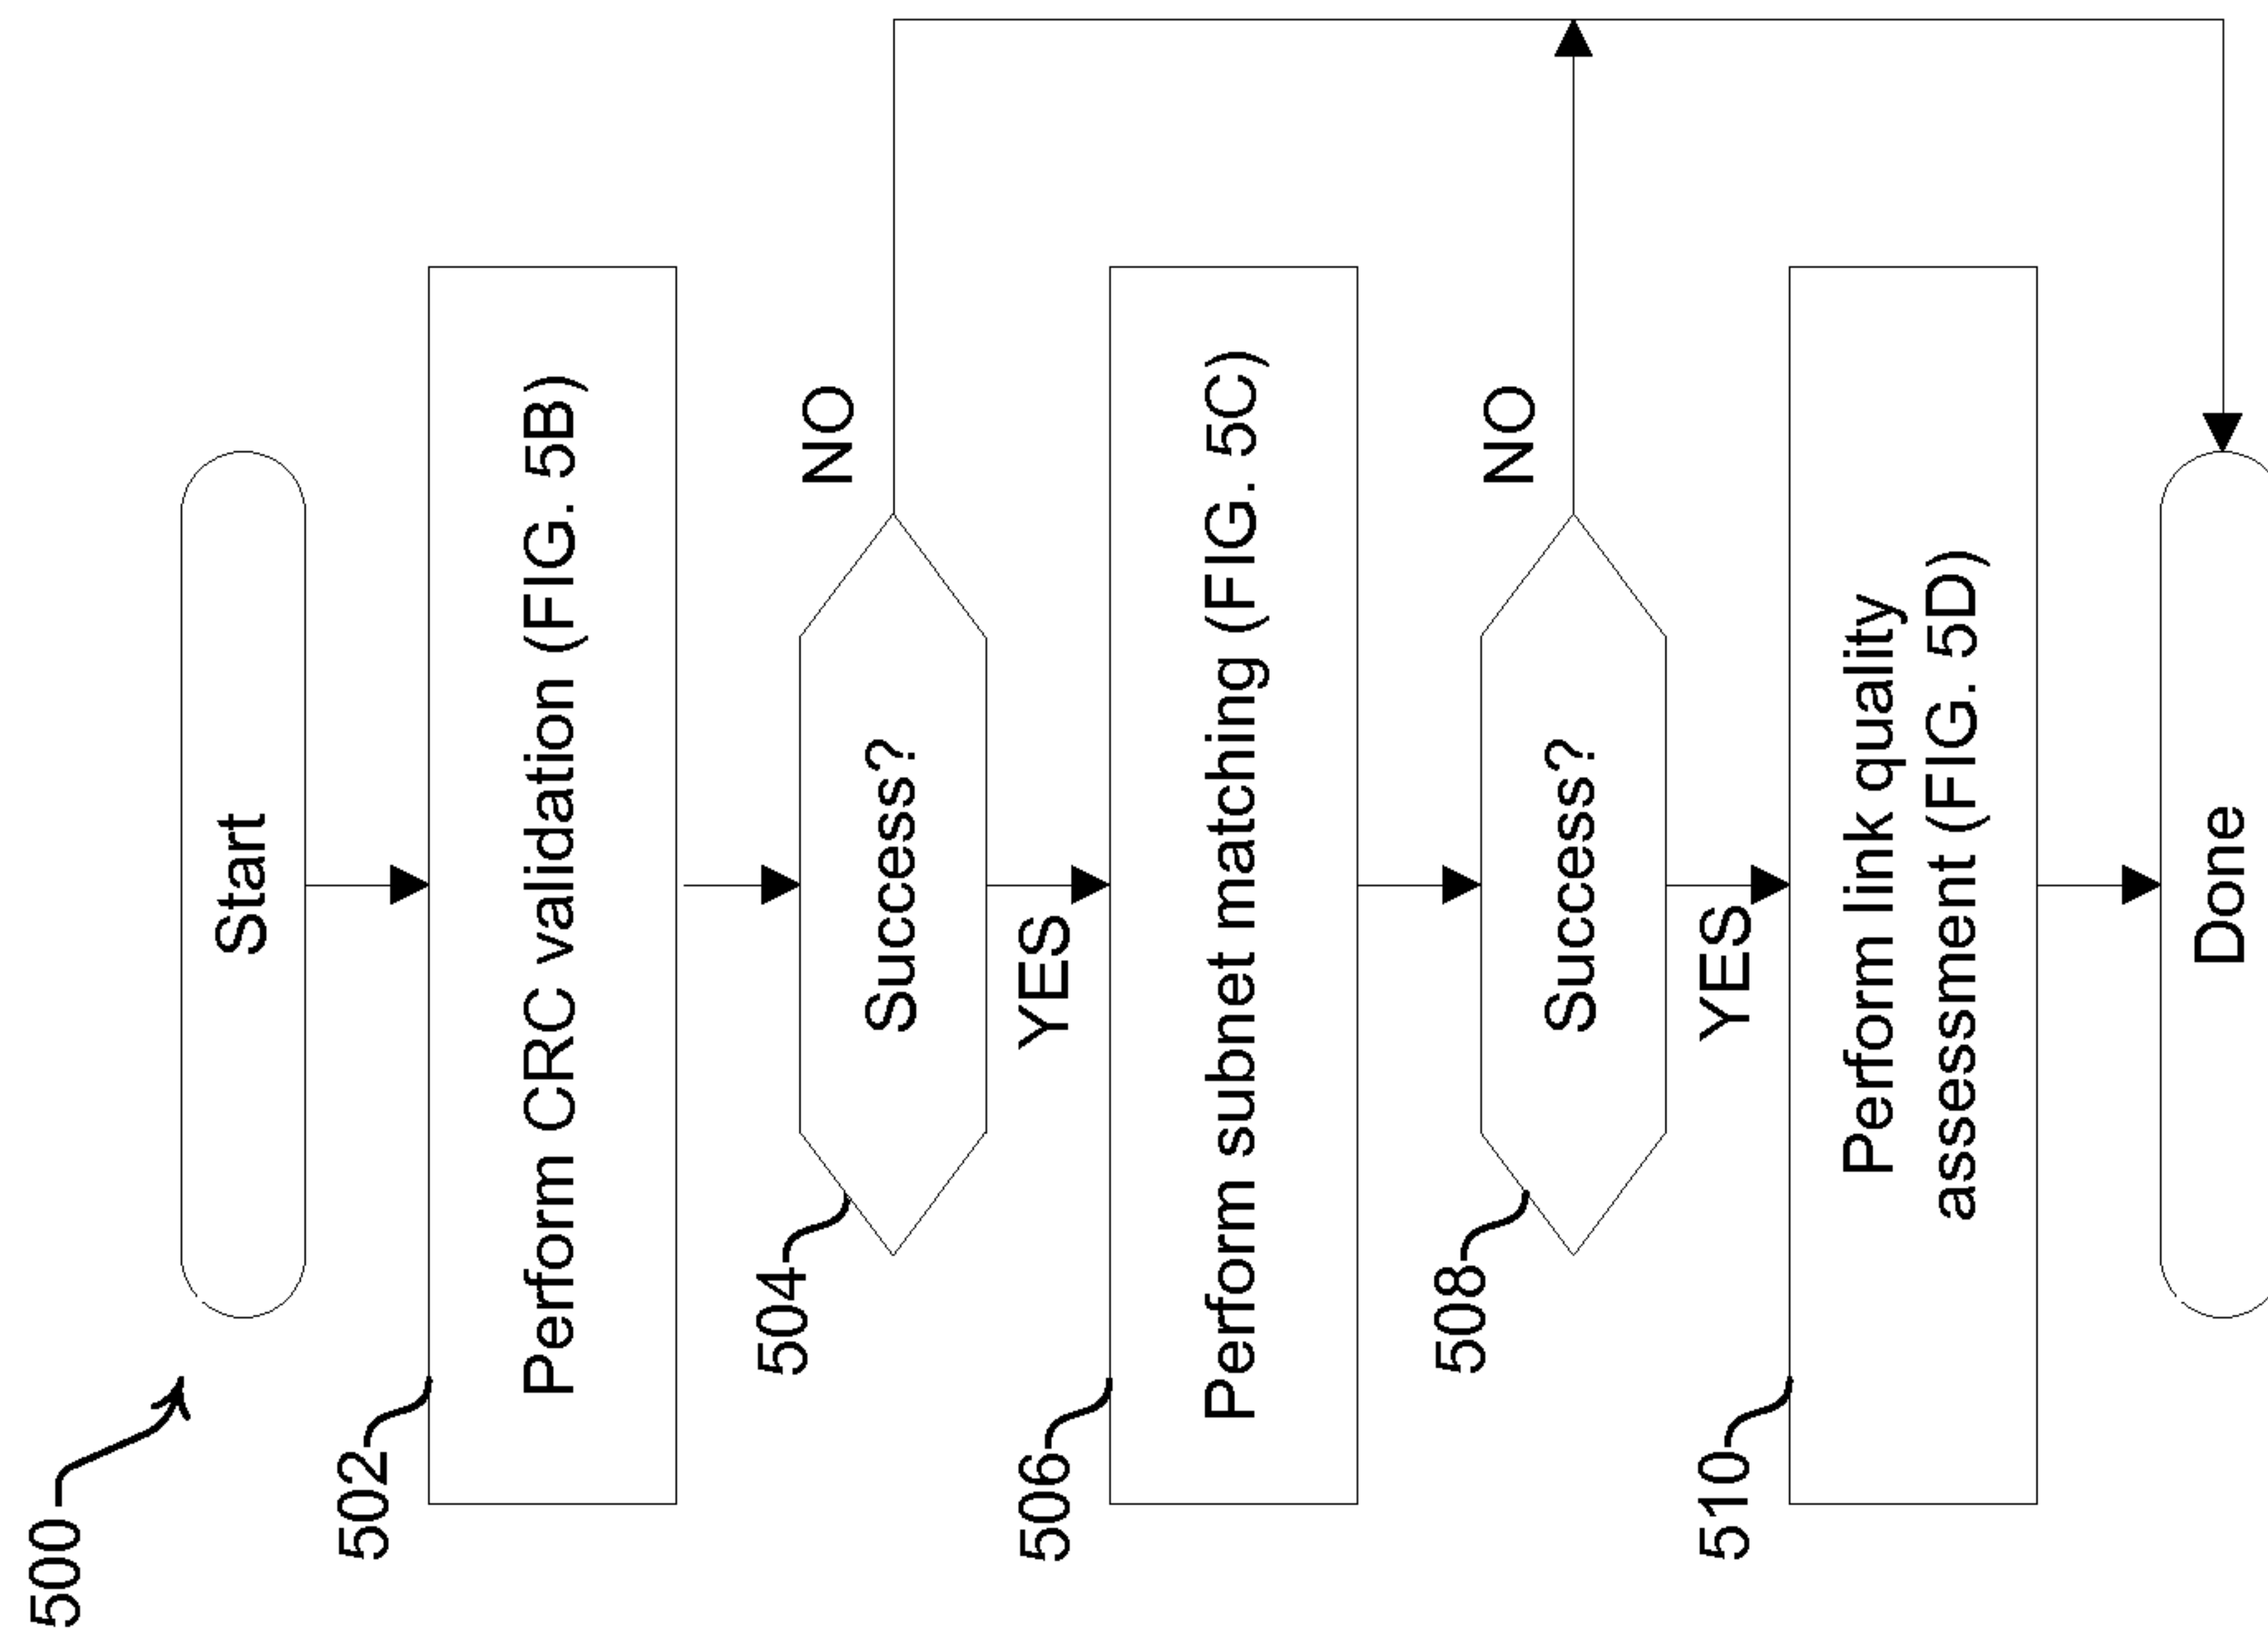 500
Start
502
Perform CRC validation (FIG. 5B)
504
Success?
NO
YES
506
Perform subnet matching (FIG. 5C)
508
Success?
NO
YES
510
Perform link quality
assessment (FIG. 5D)
Done